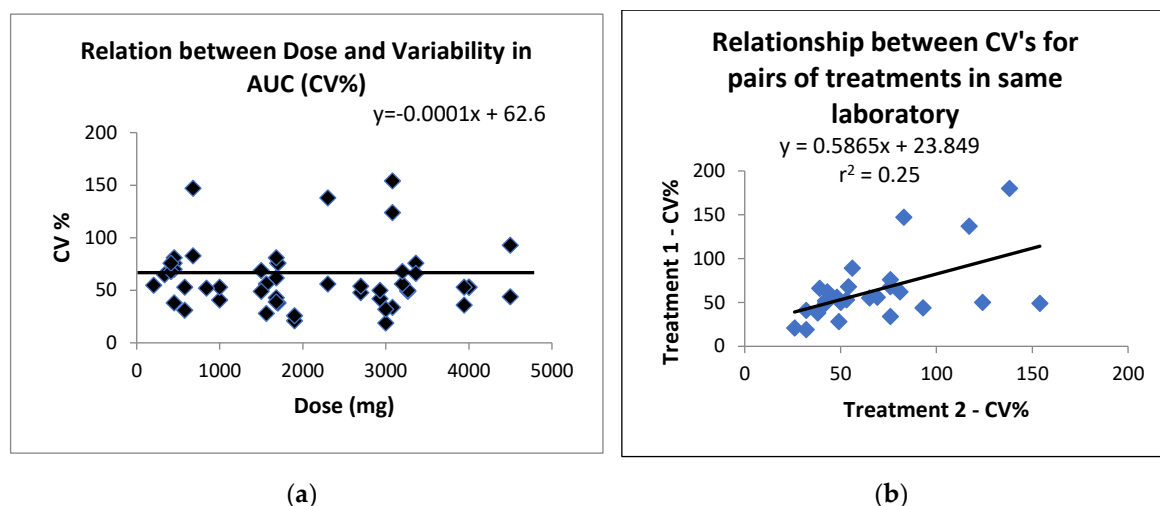 Relation between Dose and Variability in
AUC (CV%)
y=-0.0001x + 62.6
200
150
100
50
0
CV %
0 1000 2000 3000 4000 5000
Dose (mg)
(a)
Relationship between CV's for
pairs of treatments in same
laboratory
y = 0.5865x + 23.849
r² = 0.25
200
150
100
50
0
Treatment 1 - CV%
0 50 100 150 200
Treatment 2 - CV%
(b)